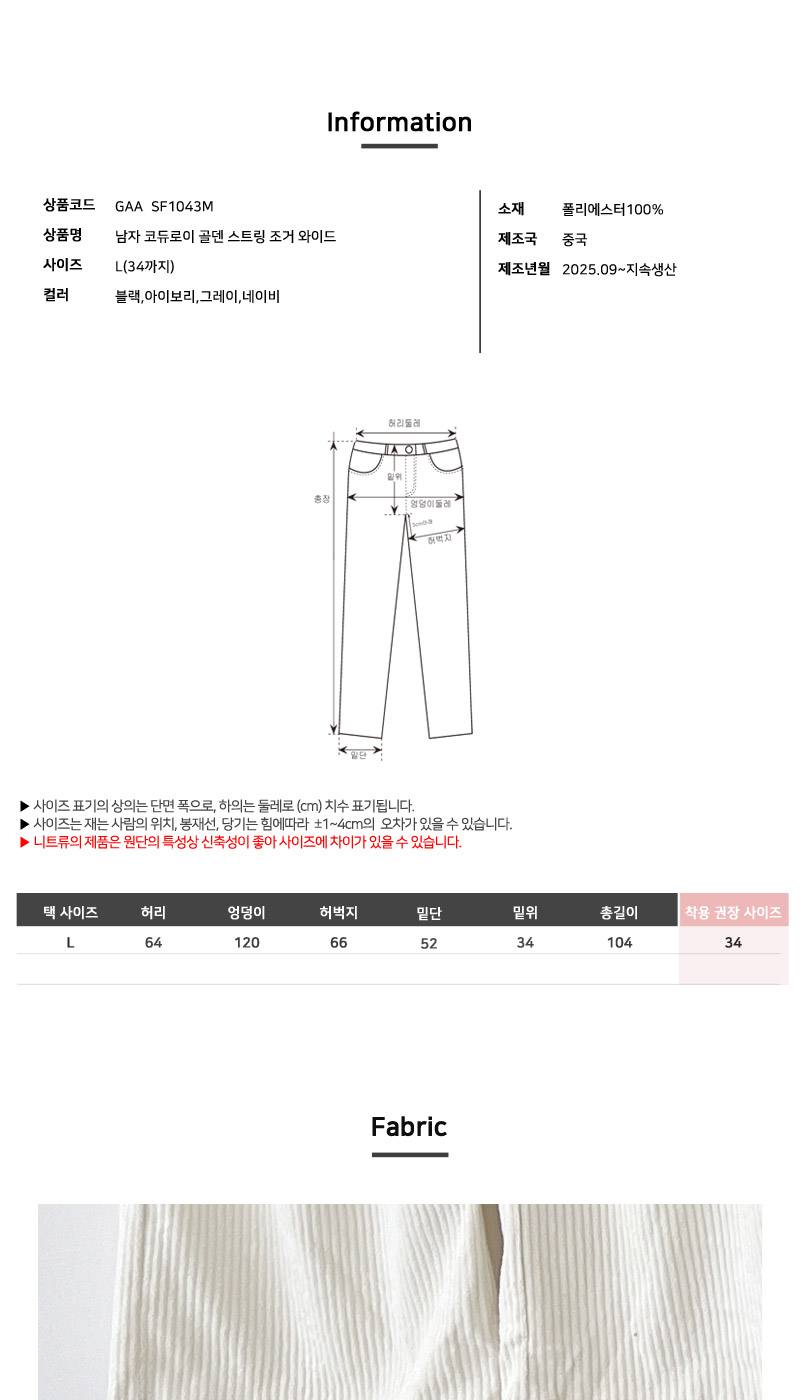 Information
상품코드 GAA SF1043M
상품명 남자 코듀로이 골덴 스트링 조거 와이드
사이즈 L(34까지)
컬러 블랙,아이보리,그레이,네이비
소재 폴리에스터100%
제조국 중국
제조년월 2025.09~지속생산
허리둘레
밑위
총장
엉덩이둘레
허벅지
밑단
▶ 사이즈 표기의 상의는 단면 폭으로, 하의는 둘레로 (cm) 치수 표기됩니다.
▶ 사이즈는 재는 사람의 위치, 봉재선, 당기는 힘에따라 ±1~4cm의 오차가 있을 수 있습니다.
▶ 니트류의 제품은 원단의 특성상 신축성이 좋아 사이즈에 차이가 있을 수 있습니다.
택 사이즈 허리 엉덩이 허벅지 밑단 밑위 총길이 착용 권장 사이즈
L 64 120 66 52 34 104 34
Fabric